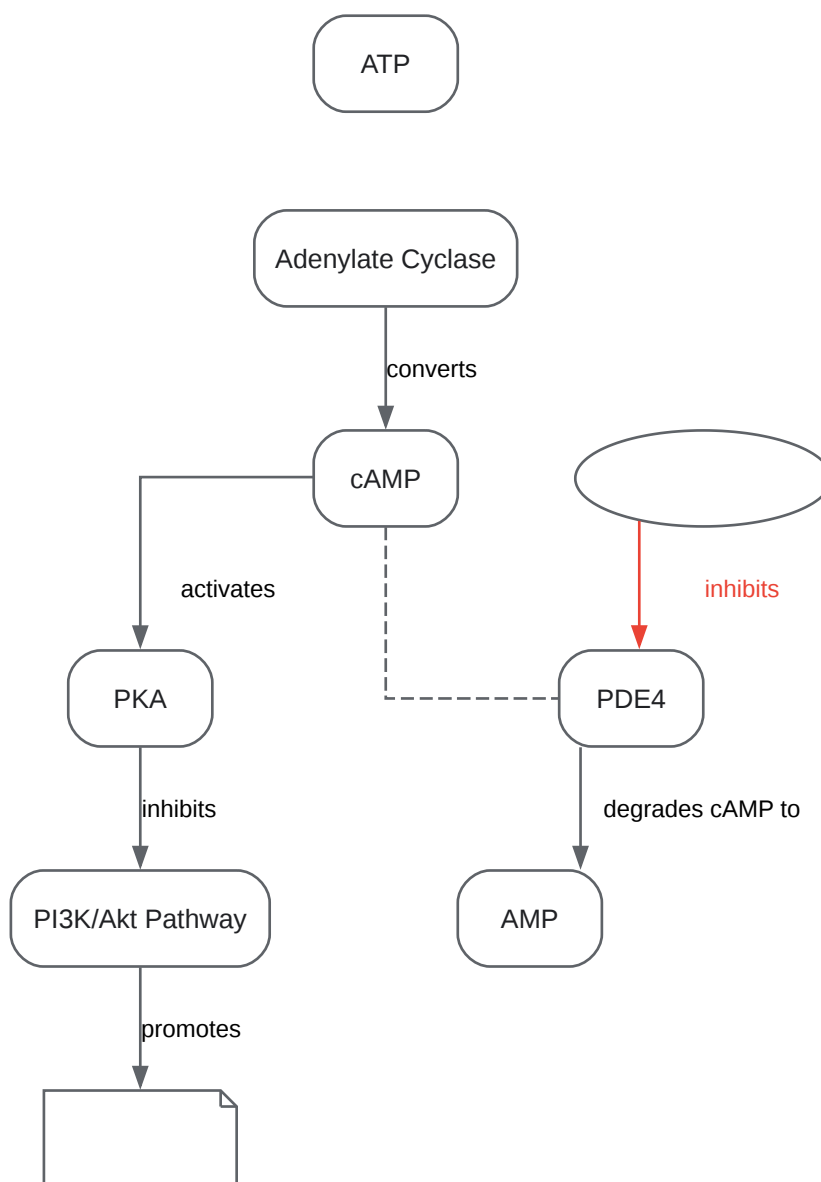 ATP
Adenylate Cyclase
converts
cAMP
activates
inhibits
PKA
PDE4
inhibits
degrades cAMP to
PI3K/Akt Pathway
AMP
promotes